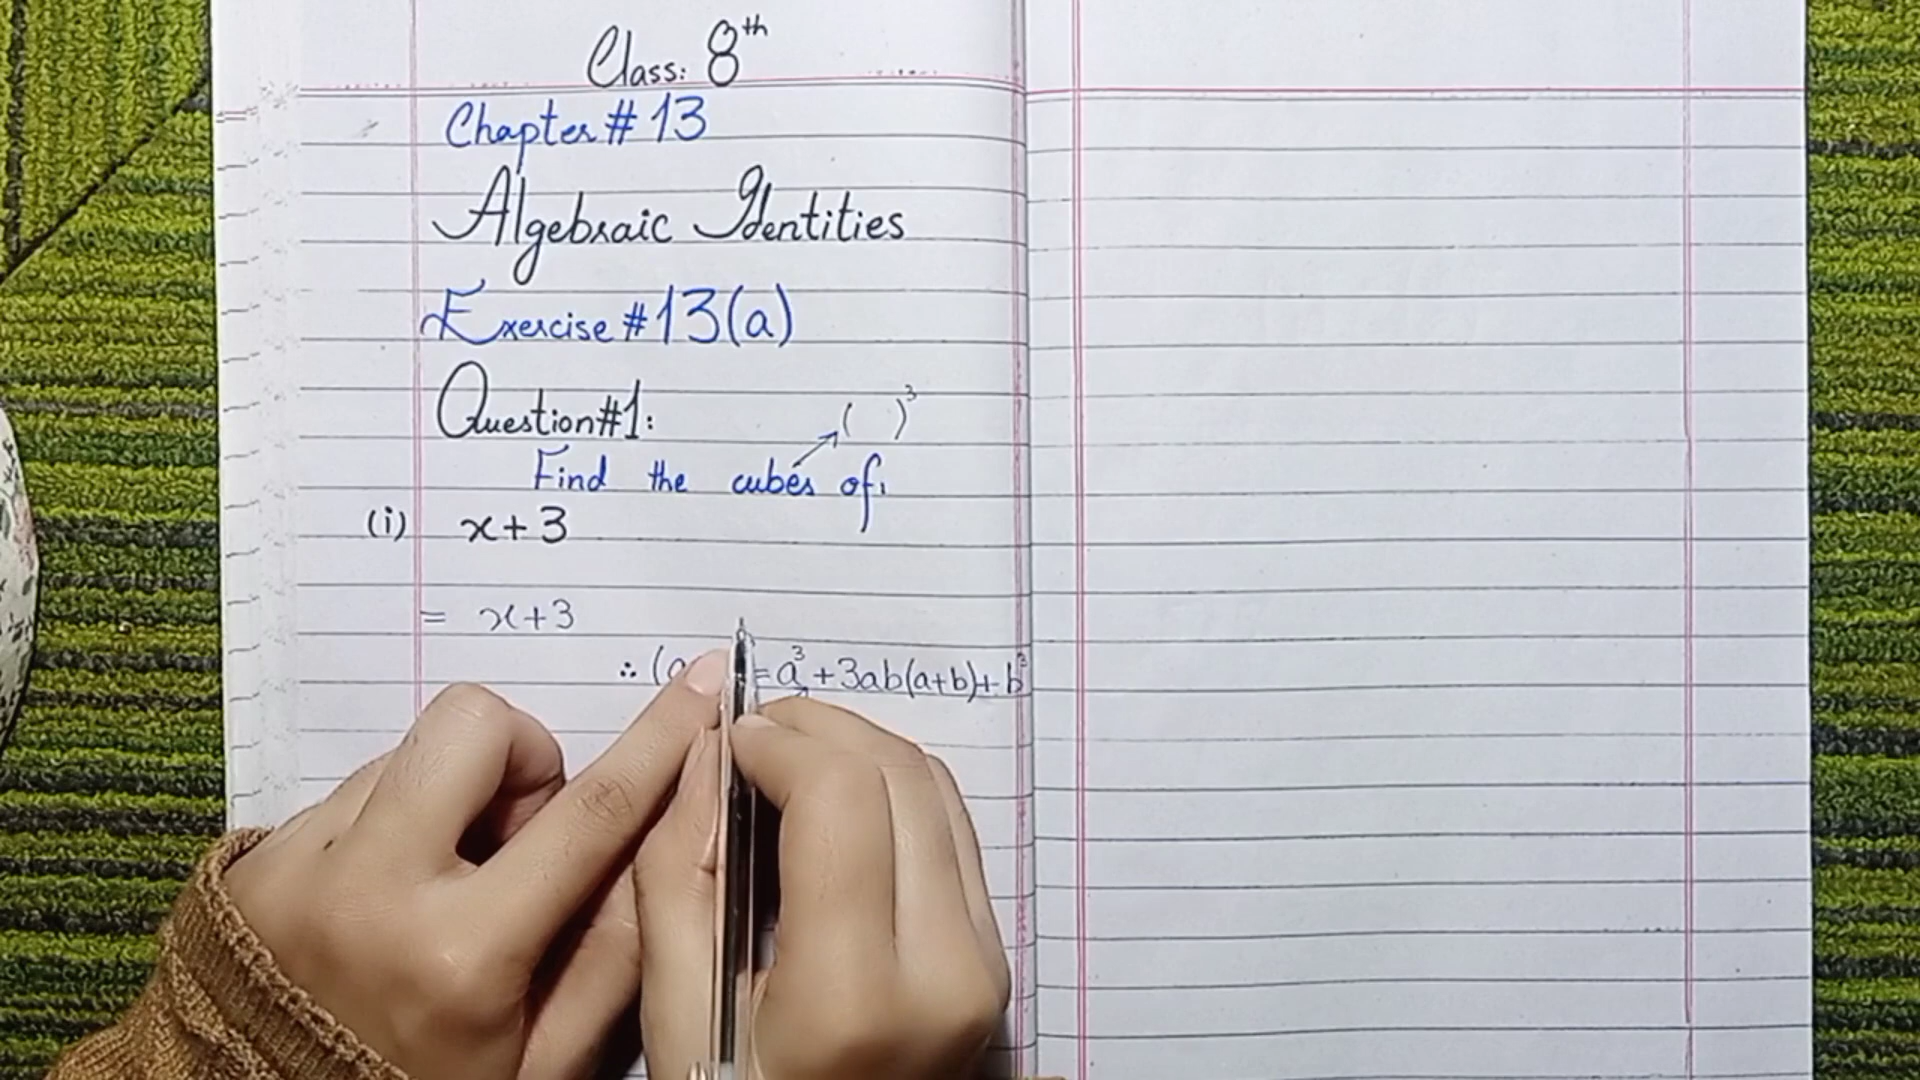 Class: 8th
Chapter # 13
Algebraic Identities
Exercise # 13(a)
Question#1: ( )³
Find the cubes of,
(i) x+3
= x+3
∴ (a = a³ + 3ab(a+b) + b³